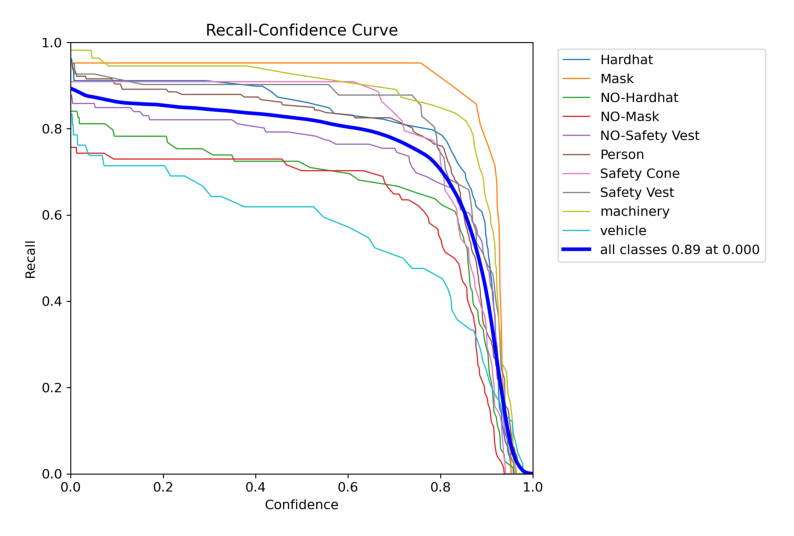 Recall-Confidence Curve
1.0
0.8
0.6
0.4
0.2
0.0
Recall
0.0 0.2 0.4 0.6 0.8 1.0
Confidence
Hardhat
Mask
NO-Hardhat
NO-Mask
NO-Safety Vest
Person
Safety Cone
Safety Vest
machinery
vehicle
all classes 0.89 at 0.000